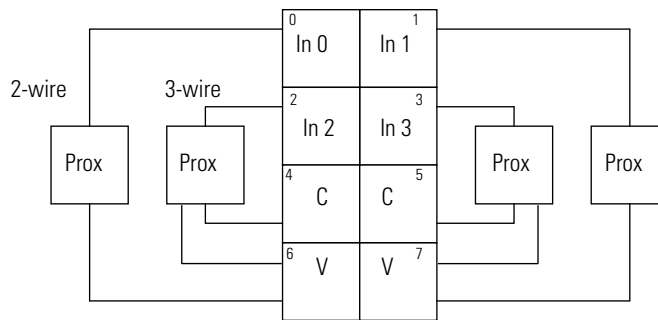 0 1
In 0 In 1
2-wire 3-wire
2 3
In 2 In 3
Prox Prox Prox Prox
4 5
C C
6 7
V V